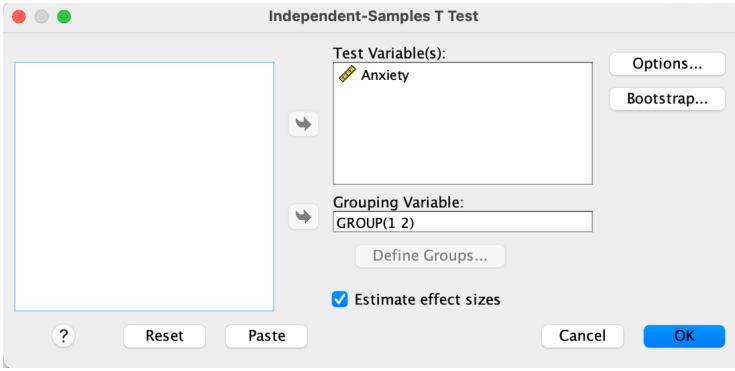 Independent-Samples T Test
Test Variable(s):
Anxiety
Options...
Bootstrap...
Grouping Variable:
GROUP(1 2)
Define Groups...
Estimate effect sizes
?
Reset
Paste
Cancel
OK